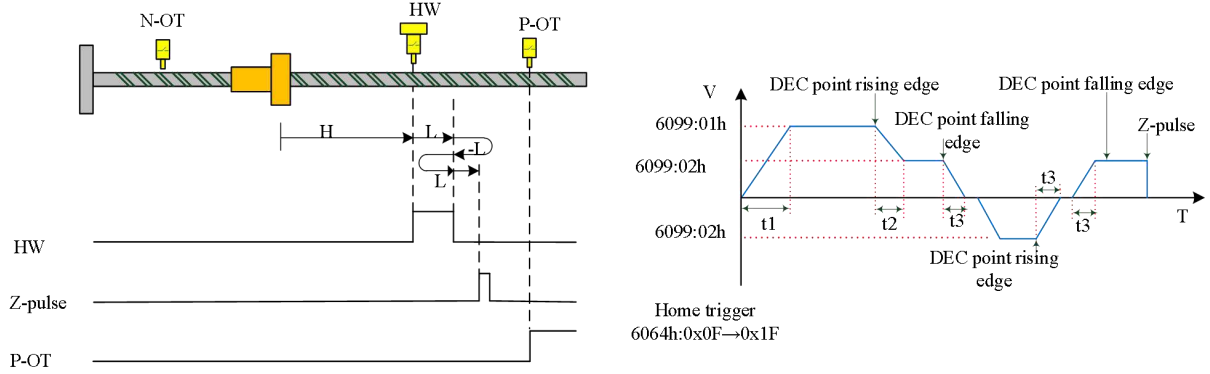 N-OT
HW
P-OT
H
L
-L
L
HW
Z-pulse
P-OT
V
DEC point rising edge
DEC point falling edge
DEC point falling
edge
Z-pulse
6099:01h
6099:02h
6099:02h
t1
t2
t3
t3
t3
T
DEC point rising
edge
Home trigger
6064h:0x0F→0x1F